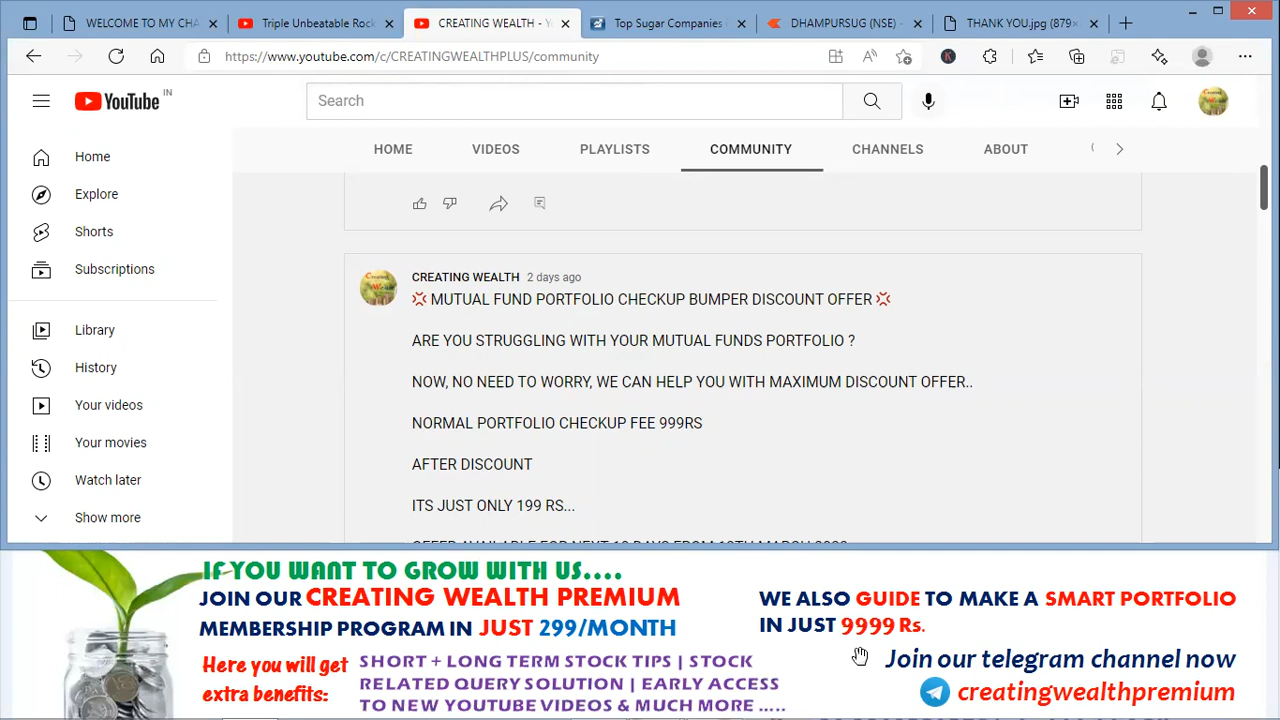 WELCOME TO MY CHA
Triple Unbeatable Rock
CREATING WEALTH - Y
Top Sugar Companies
DHAMPURSUG (NSE) -
THANK YOU.jpg (879×
https://www.youtube.com/c/CREATINGWEALTHPLUS/community
YouTube IN
Search
HOME VIDEOS PLAYLISTS COMMUNITY CHANNELS ABOUT
Home
Explore
Shorts
Subscriptions
Library
History
Your videos
Your movies
Watch later
Show more
CREATING WEALTH 2 days ago
💢 MUTUAL FUND PORTFOLIO CHECKUP BUMPER DISCOUNT OFFER 💢
ARE YOU STRUGGLING WITH YOUR MUTUAL FUNDS PORTFOLIO ?
NOW, NO NEED TO WORRY, WE CAN HELP YOU WITH MAXIMUM DISCOUNT OFFER..
NORMAL PORTFOLIO CHECKUP FEE 999RS
AFTER DISCOUNT
ITS JUST ONLY 199 RS...
IF YOU WANT TO GROW WITH US....
JOIN OUR CREATING WEALTH PREMIUM
MEMBERSHIP PROGRAM IN JUST 299/MONTH
Here you will get
extra benefits:
SHORT + LONG TERM STOCK TIPS | STOCK
RELATED QUERY SOLUTION | EARLY ACCESS
TO NEW YOUTUBE VIDEOS & MUCH MORE .....
WE ALSO GUIDE TO MAKE A SMART PORTFOLIO
IN JUST 9999 Rs.
Join our telegram channel now
creatingwealthpremium